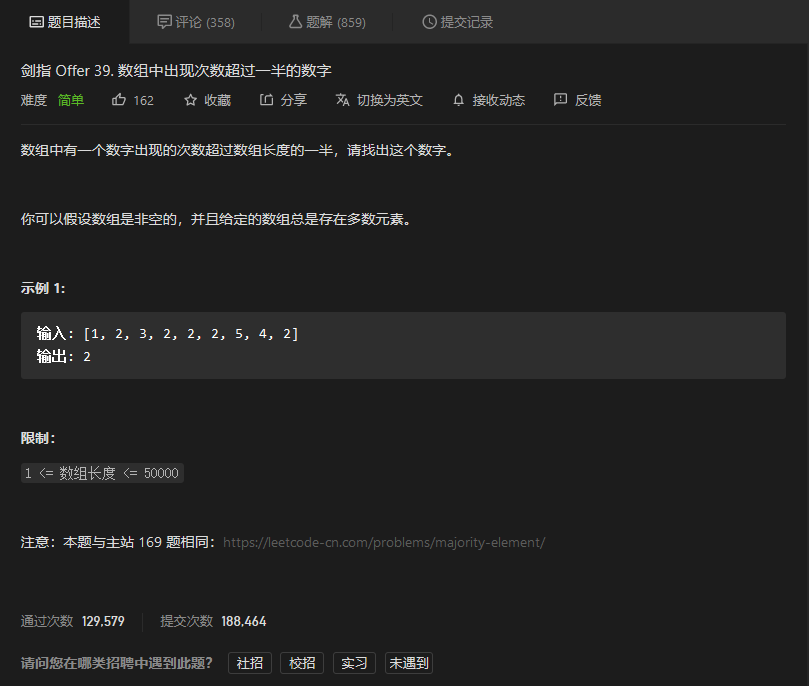 题目描述 评论 (358) 题解 (859) 提交记录
剑指 Offer 39. 数组中出现次数超过一半的数字
难度 简单 162 收藏 分享 切换为英文 接收动态 反馈
数组中有一个数字出现的次数超过数组长度的一半，请找出这个数字。
你可以假设数组是非空的，并且给定的数组总是存在多数元素。
示例 1:
输入: [1, 2, 3, 2, 2, 2, 5, 4, 2]
输出: 2
限制：
1 <= 数组长度 <= 50000
注意：本题与主站 169 题相同：https://leetcode-cn.com/problems/majority-element/
通过次数 129,579 提交次数 188,464
请问您在哪类招聘中遇到此题？ 社招 校招 实习 未遇到